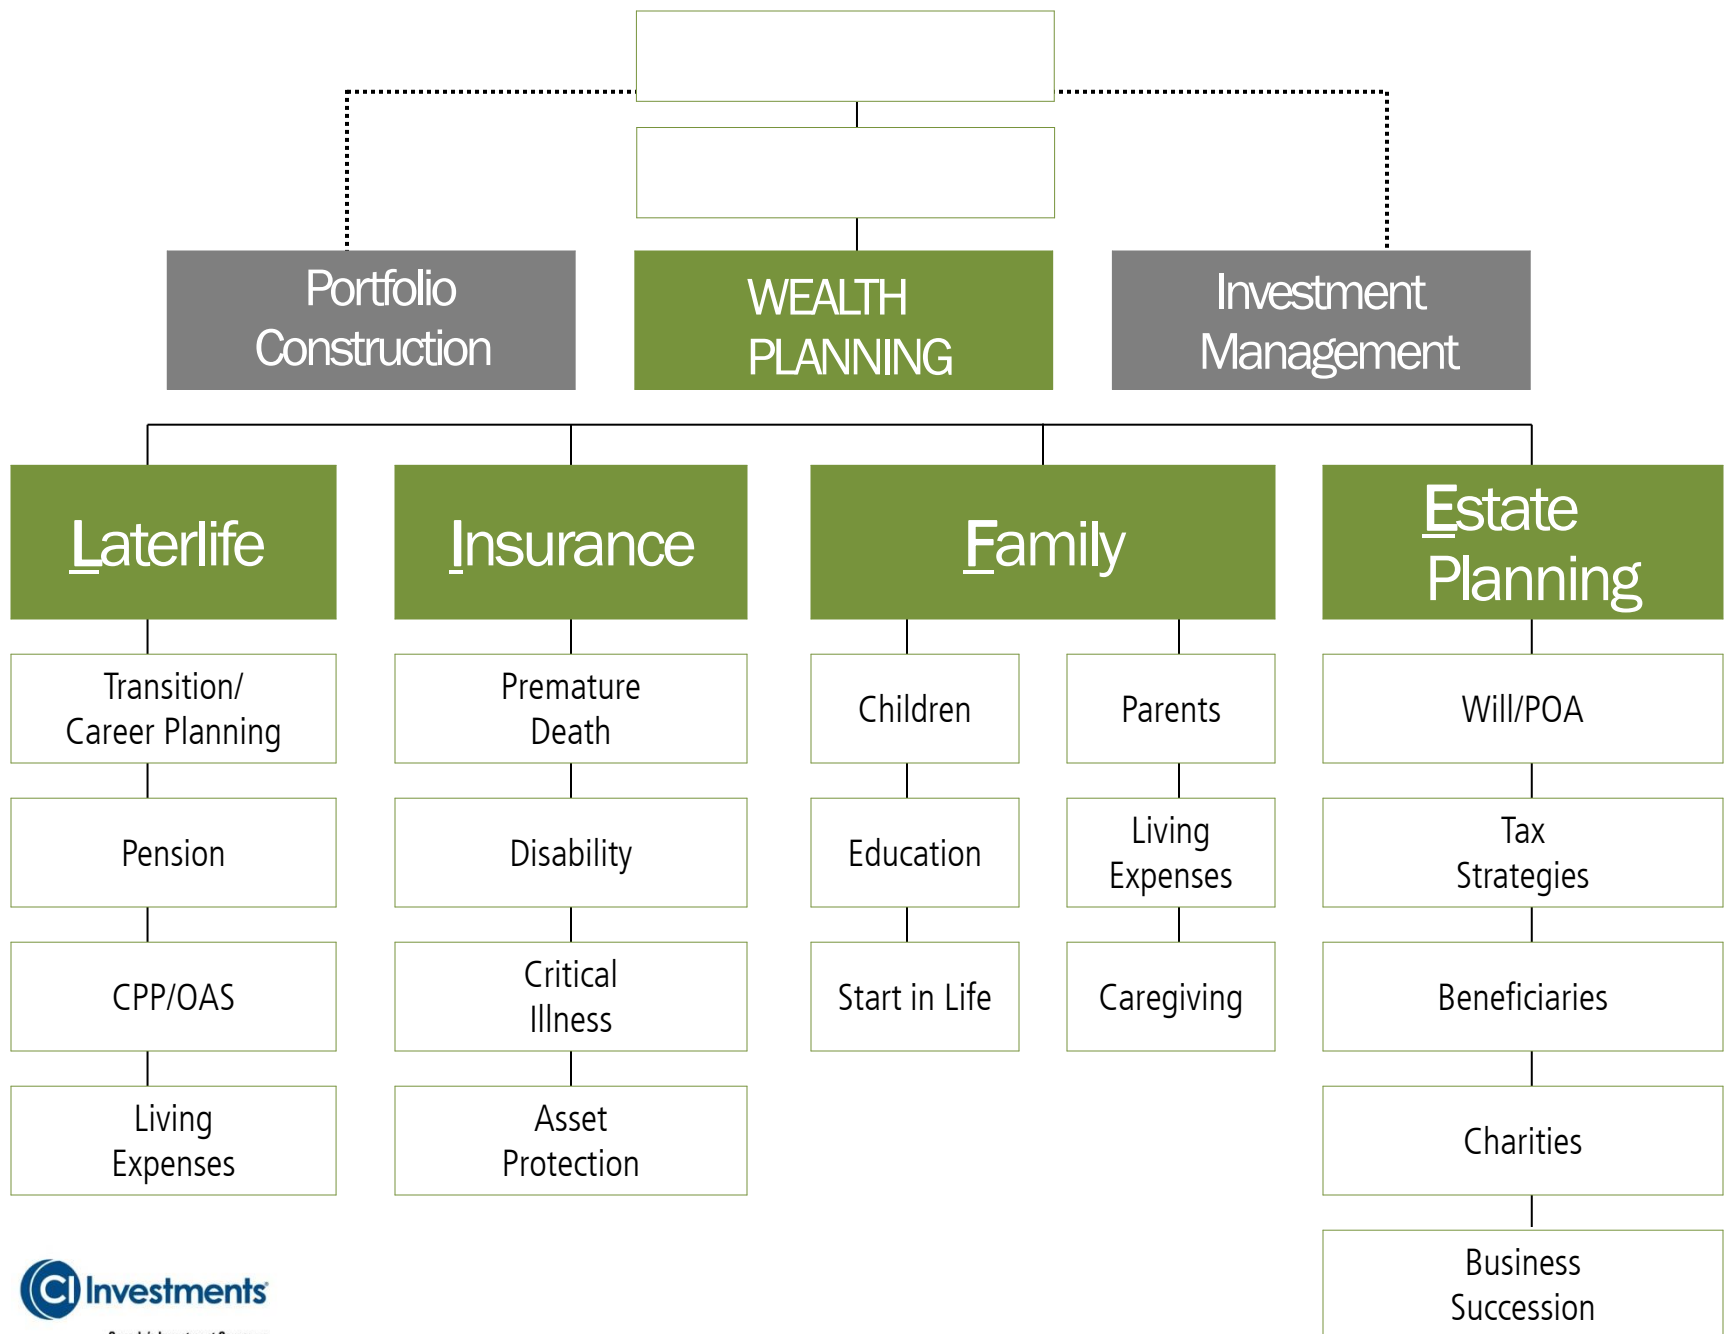 Portfolio
Construction
WEALTH
PLANNING
Investment
Management
Laterlife
Insurance
Family
Estate
Planning
Transition/
Career Planning
Premature
Death
Children
Parents
Will/POA
Pension
Disability
Education
Living
Expenses
Tax
Strategies
CPP/OAS
Critical
Illness
Start in Life
Caregiving
Beneficiaries
Living
Expenses
Asset
Protection
Charities
Business
Succession
CI Investments®